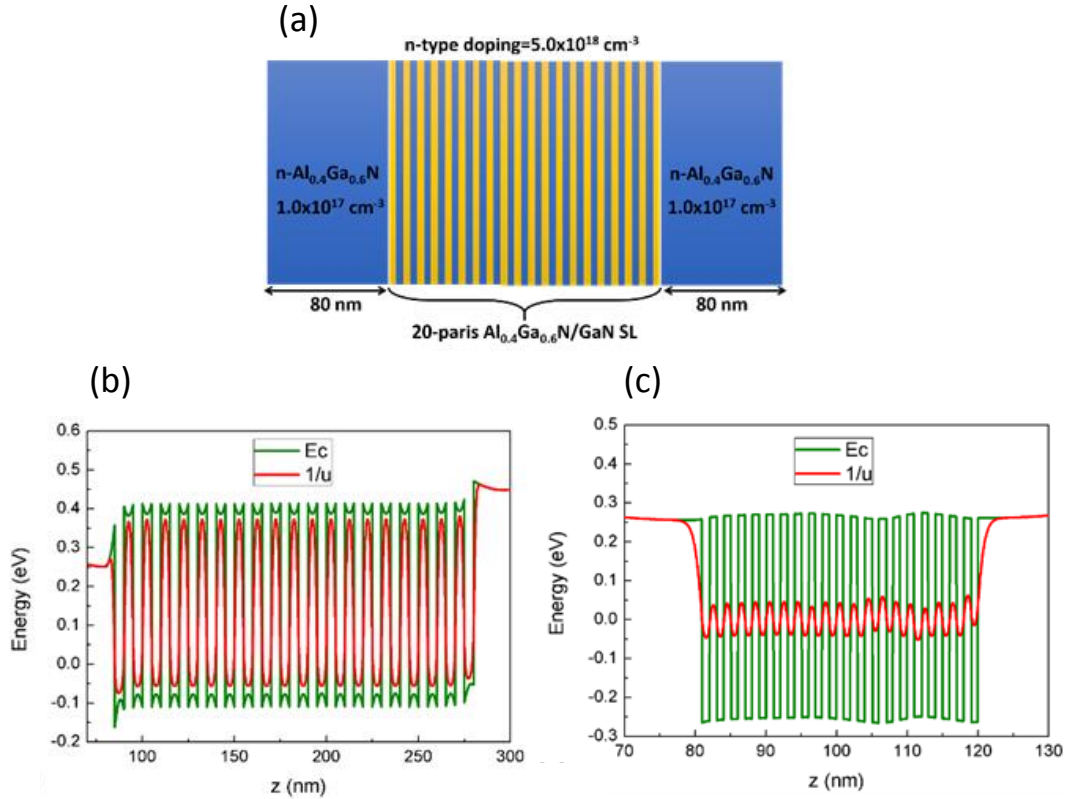 (a)
n-type doping=5.0x10¹⁸ cm⁻³
n-Al₀.₄Ga₀.₆N
1.0x10¹⁷ cm⁻³
n-Al₀.₄Ga₀.₆N
1.0x10¹⁷ cm⁻³
80 nm
80 nm
20-paris Al₀.₄Ga₀.₆N/GaN SL
(b)
0.6
0.5
0.4
0.3
0.2
0.1
0.0
-0.1
-0.2
Energy (eV)
Ec
1/u
100
150
200
250
300
z (nm)
(c)
0.5
0.4
0.3
0.2
0.1
0.0
-0.1
-0.2
-0.3
Energy (eV)
Ec
1/u
70
80
90
100
110
120
130
z (nm)